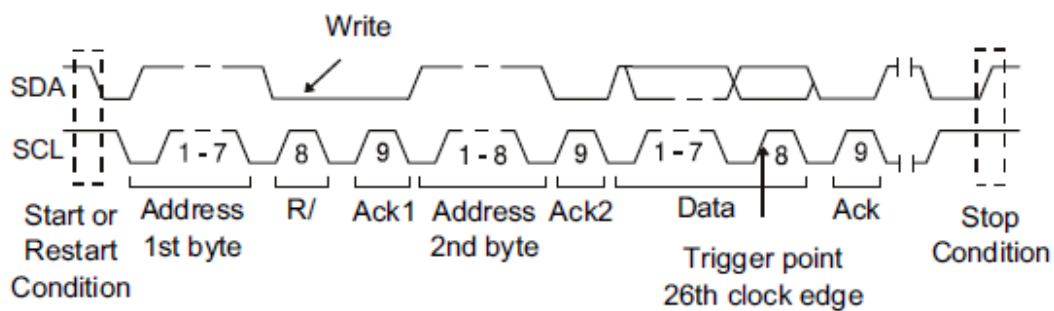 Write
SDA
SCL
1 - 7
8
9
1 - 8
9
1 - 7
8
9
Start or
Restart
Condition
Address
1st byte
R/
Ack1
Address
2nd byte
Ack2
Data
Ack
Stop
Condition
Trigger point
26th clock edge